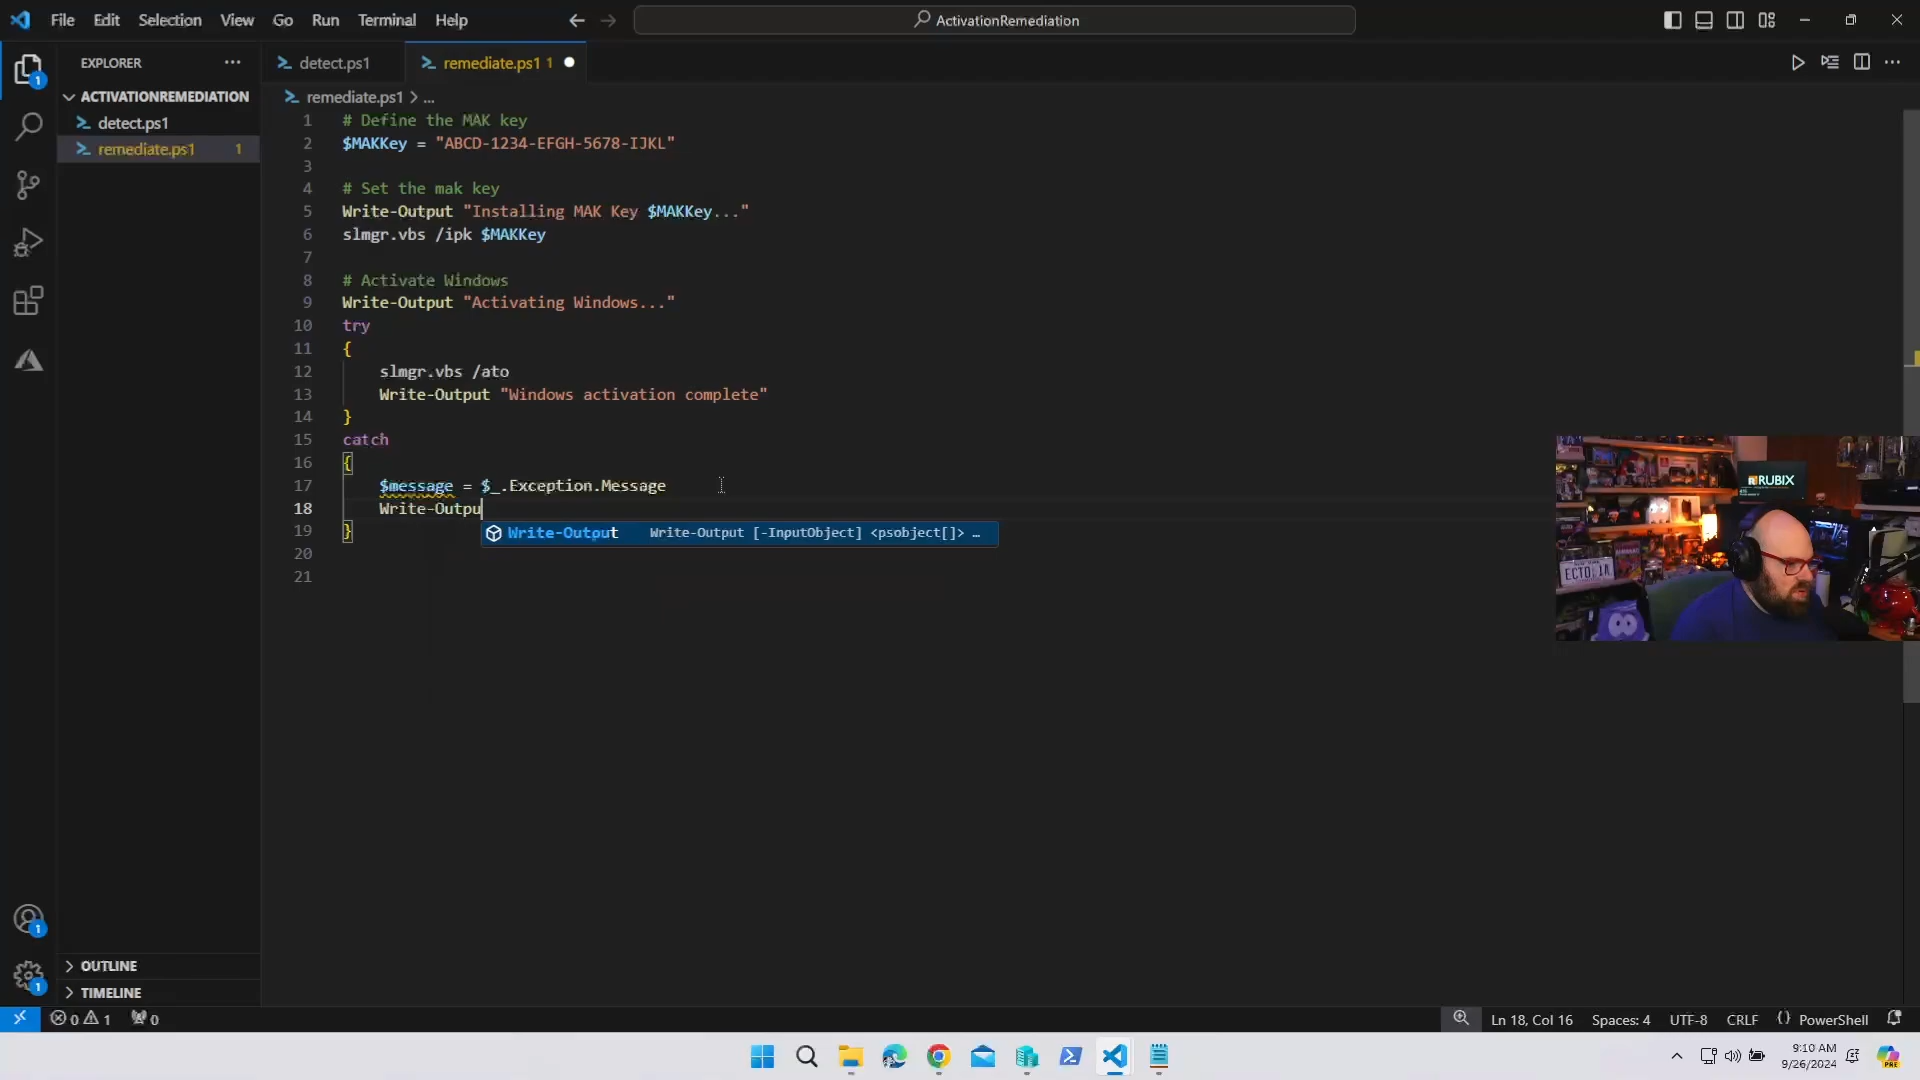 File Edit Selection View Go Run Terminal Help
ActivationRemediation
EXPLORER
detect.ps1
remediate.ps1 1
ACTIVATIONREMEDIATION
detect.ps1
remediate.ps1 1
remediate.ps1 > ...
1 # Define the MAK key
2 $MAKKey = "ABCD-1234-EFGH-5678-IJKL"
3
4 # Set the mak key
5 Write-Output "Installing MAK Key $MAKKey..."
6 slmgr.vbs /ipk $MAKKey
7
8 # Activate Windows
9 Write-Output "Activating Windows..."
10 try
11 {
12 slmgr.vbs /ato
13 Write-Output "Windows activation complete"
14 }
15 catch
16 {
17 $message = $_.Exception.Message
18 Write-Outpu
Write-Output Write-Output [-InputObject] <psobject[]> …
19 }
20
21
1
RUBIX
ECTO-1A
1
1
OUTLINE
TIMELINE
0 1 0
Ln 18, Col 16 Spaces: 4 UTF-8 CRLF {} PowerShell
9:10 AM
9/26/2024
PRE